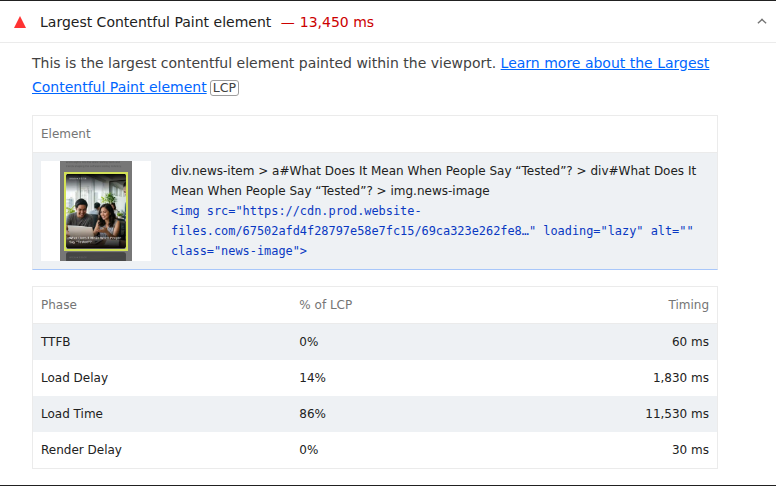 Largest Contentful Paint element — 13,450 ms
This is the largest contentful element painted within the viewport. Learn more about the Largest
Contentful Paint element LCP
Element
div.news-item > a#What Does It Mean When People Say “Tested”? > div#What Does It
Mean When People Say “Tested”? > img.news-image
<img src="https://cdn.prod.website-
files.com/67502afd4f28797e58e7fc15/69ca323e262fe8…" loading="lazy" alt=""
class="news-image">
Phase % of LCP Timing
TTFB 0% 60 ms
Load Delay 14% 1,830 ms
Load Time 86% 11,530 ms
Render Delay 0% 30 ms